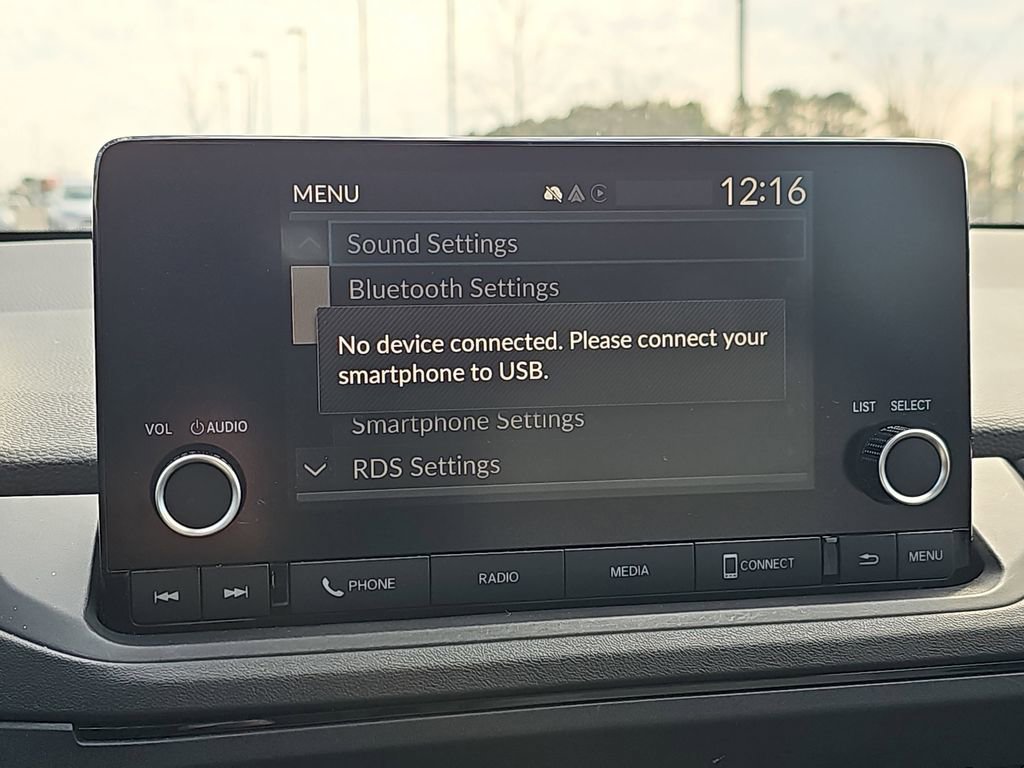 MENU
12:16
Sound Settings
Bluetooth Settings
No device connected. Please connect your
smartphone to USB.
Smartphone Settings
RDS Settings
VOL AUDIO
LIST SELECT
PHONE
RADIO
MEDIA
CONNECT
MENU